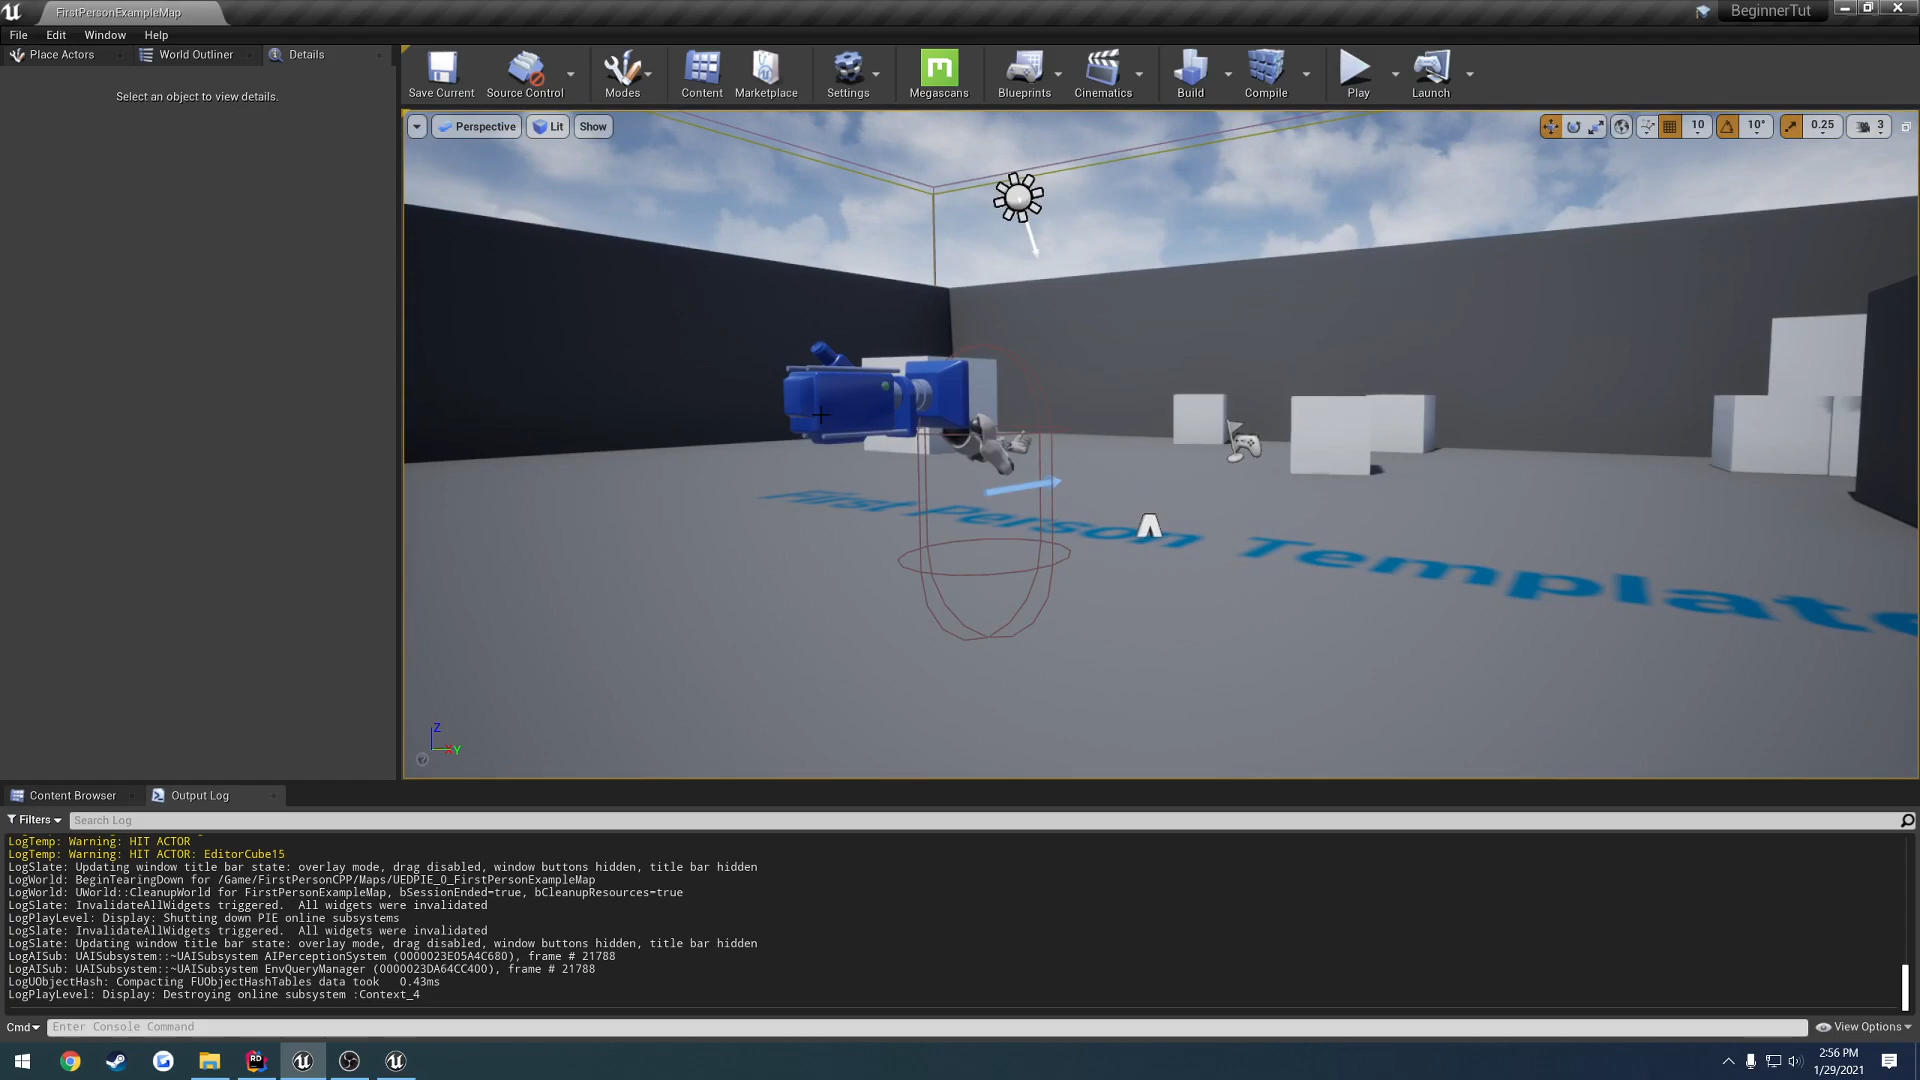 FirstPersonExampleMap
BeginnerTut
File Edit Window Help
Place Actors World Outliner Details
Select an object to view details.
Save Current Source Control Modes Content Marketplace Settings Megascans Blueprints Cinematics Build Compile Play Launch
Perspective Lit Show
10 10° 0.25 3
First Person Template
Z
Y
Content Browser Output Log
Filters Search Log
LogTemp: Warning: HIT ACTOR
LogTemp: Warning: HIT ACTOR: EditorCube15
LogSlate: Updating window title bar state: overlay mode, drag disabled, window buttons hidden, title bar hidden
LogWorld: BeginTearingDown for /Game/FirstPersonCPP/Maps/UEDPIE_0_FirstPersonExampleMap
LogWorld: UWorld::CleanupWorld for FirstPersonExampleMap, bSessionEnded=true, bCleanupResources=true
LogSlate: InvalidateAllWidgets triggered.  All widgets were invalidated
LogPlayLevel: Display: Shutting down PIE online subsystems
LogSlate: InvalidateAllWidgets triggered.  All widgets were invalidated
LogSlate: Updating window title bar state: overlay mode, drag disabled, window buttons hidden, title bar hidden
LogAISub: UAISubsystem::~UAISubsystem AIPerceptionSystem (0000023E05A4C680), frame # 21788
LogAISub: UAISubsystem::~UAISubsystem EnvQueryManager (0000023DA64CC400), frame # 21788
LogUObjectHash: Compacting FUObjectHashTables data took   0.43ms
LogPlayLevel: Display: Destroying online subsystem :Context_4
Cmd Enter Console Command
View Options
RD
2:56 PM
1/29/2021